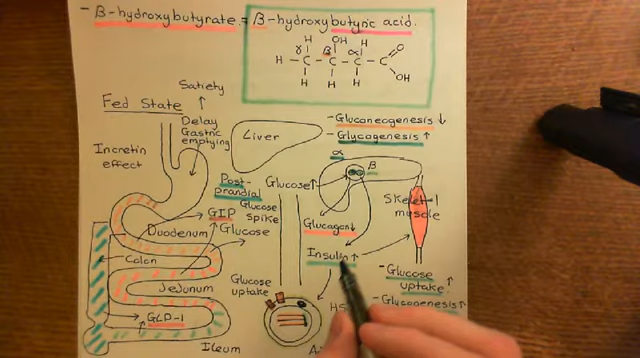 - β-hydroxybutyrate = β-hydroxybutyric acid.
H OH H
γ β α O
H - C - C - C - C
OH
H H H
Fed State
Satiety
Delay
Gastric
emptying
Incretin
effect
Liver
- Gluconeogenesis ↓
- Glycogenesis ↑
α
β
Post-
prandial
Glucose
spike
Glucose ↑
Skeletal
muscle
GIP
Glucose
Duodenum
Glucagon ↓
Insulin ↑
Colon
Jejunum
Glucose
uptake
- Glucose
uptake ↑
- Glycogenesis ↑
GLP-1
Ileum